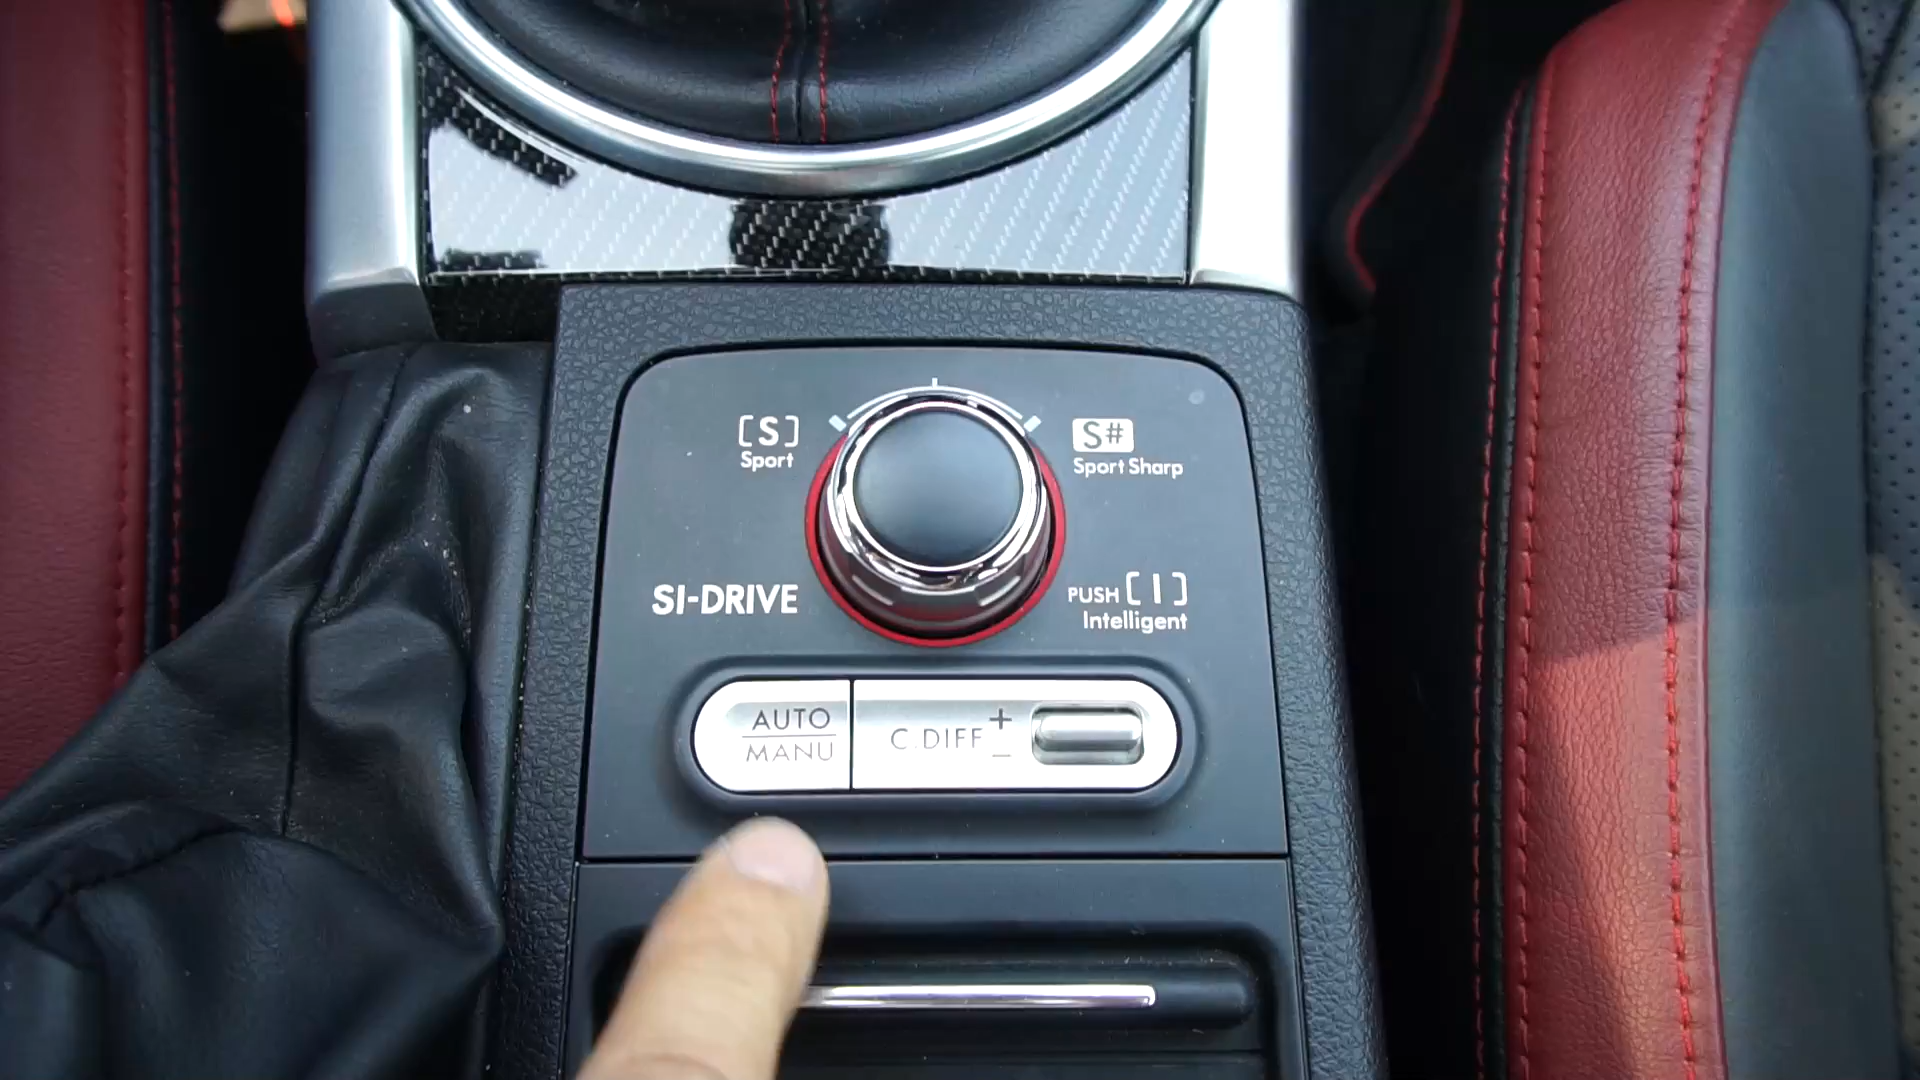 [S]
Sport
S#
Sport Sharp
SI-DRIVE
PUSH [I]
Intelligent
AUTO
MANU
C.DIFF + -